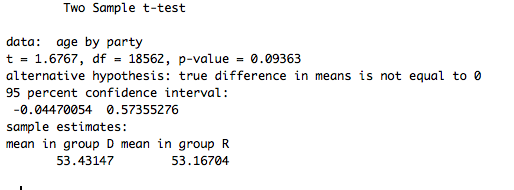 Two Sample t-test
data:  age by party
t = 1.6767, df = 18562, p-value = 0.09363
alternative hypothesis: true difference in means is not equal to 0
95 percent confidence interval:
-0.04470054  0.57355276
sample estimates:
mean in group D mean in group R
53.43147        53.16704